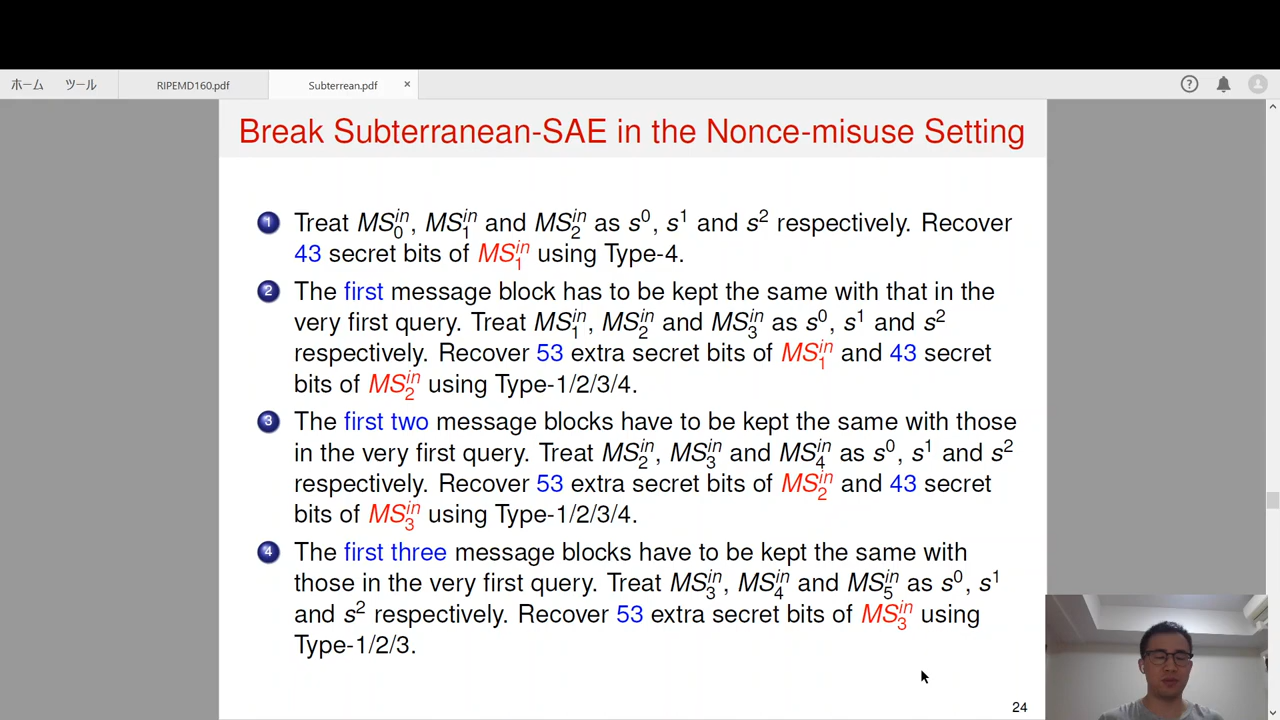 ホーム ツール RIPEMD160.pdf Subterrean.pdf ×
Break Subterranean-SAE in the Nonce-misuse Setting
1 Treat MS₀ⁱⁿ, MS₁ⁱⁿ and MS₂ⁱⁿ as s⁰, s¹ and s² respectively. Recover
43 secret bits of MS₁ⁱⁿ using Type-4.
2 The first message block has to be kept the same with that in the
very first query. Treat MS₁ⁱⁿ, MS₂ⁱⁿ and MS₃ⁱⁿ as s⁰, s¹ and s²
respectively. Recover 53 extra secret bits of MS₁ⁱⁿ and 43 secret
bits of MS₂ⁱⁿ using Type-1/2/3/4.
3 The first two message blocks have to be kept the same with those
in the very first query. Treat MS₂ⁱⁿ, MS₃ⁱⁿ and MS₄ⁱⁿ as s⁰, s¹ and s²
respectively. Recover 53 extra secret bits of MS₂ⁱⁿ and 43 secret
bits of MS₃ⁱⁿ using Type-1/2/3/4.
4 The first three message blocks have to be kept the same with
those in the very first query. Treat MS₃ⁱⁿ, MS₄ⁱⁿ and MS₅ⁱⁿ as s⁰, s¹
and s² respectively. Recover 53 extra secret bits of MS₃ⁱⁿ using
Type-1/2/3.
24